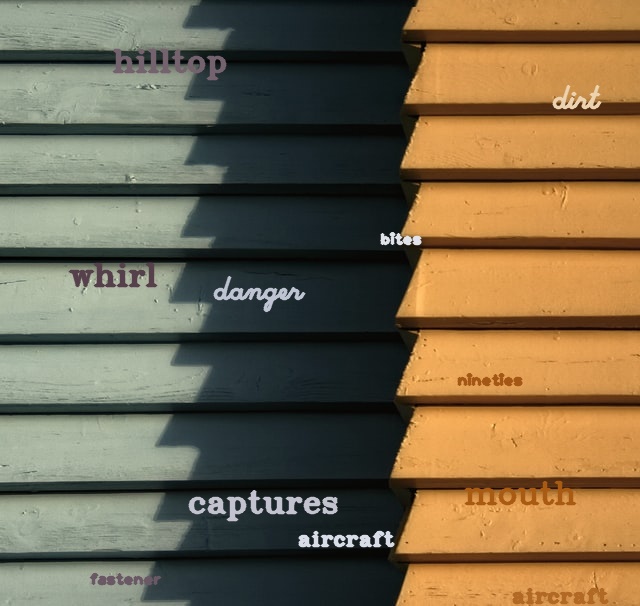 hilltop
dirt
bites
whirl
danger
nineties
mouth
captures
aircraft
fastener
aircraft